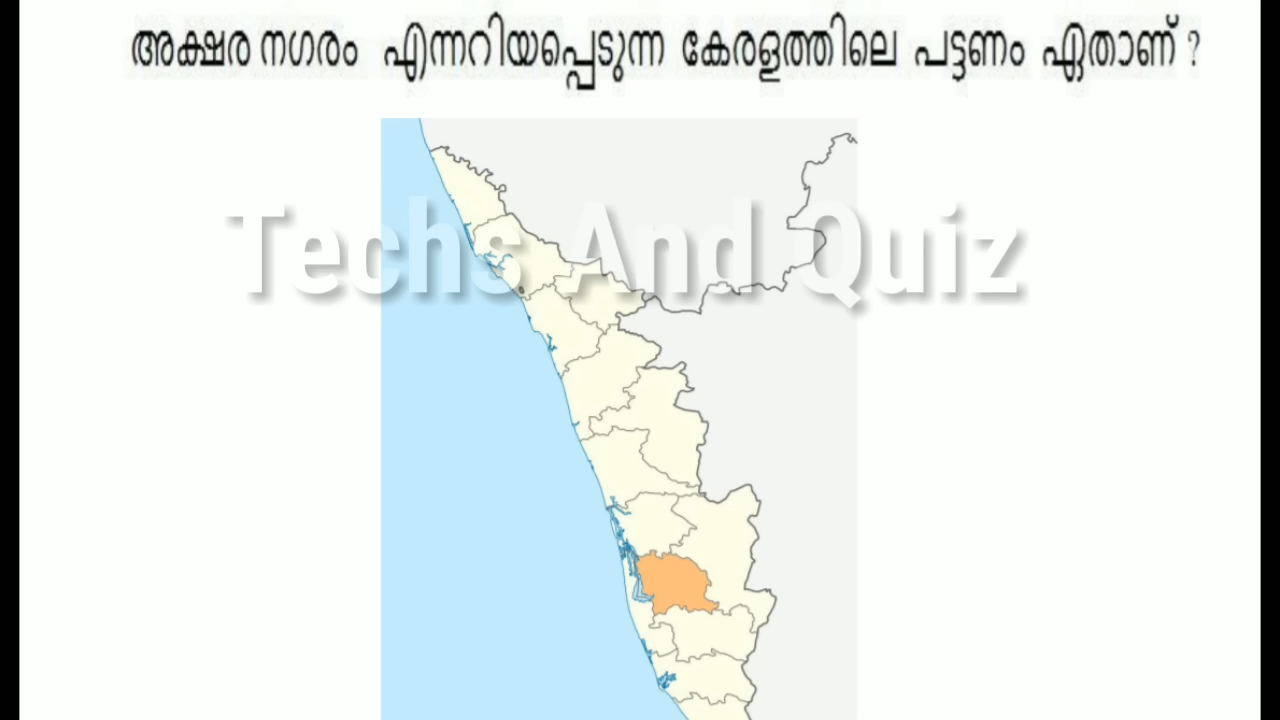 അക്ഷര നഗരം എന്നറിയപ്പെടുന്ന കേരളത്തിലെ പട്ടണം ഏതാണ് ?
Techs And Quiz